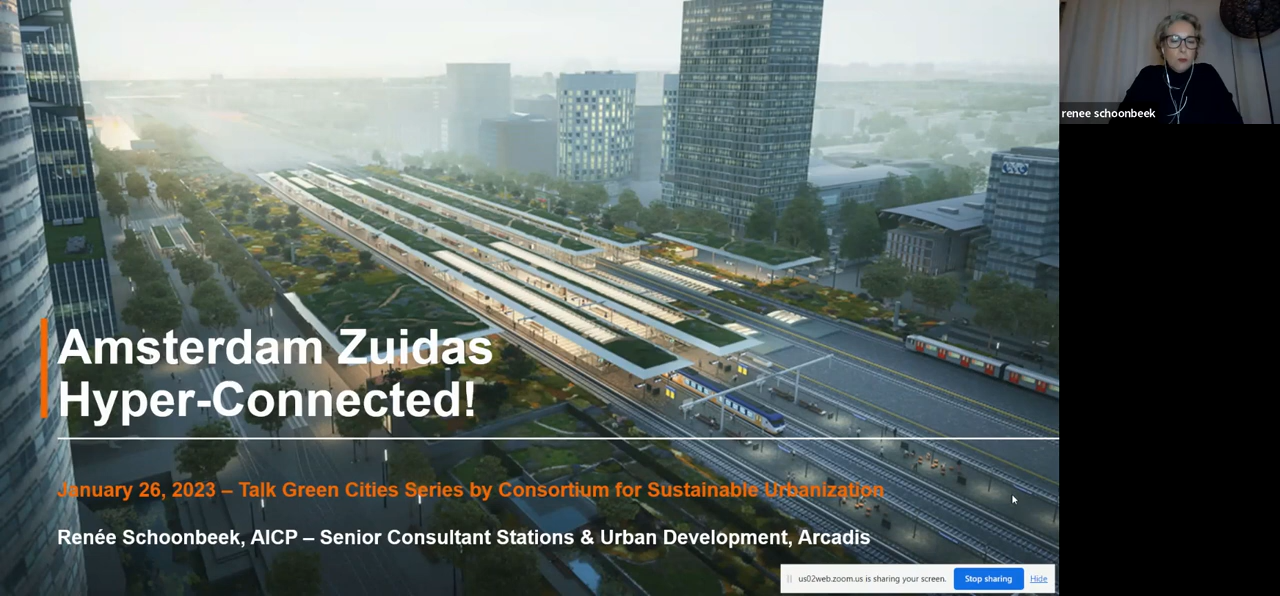 renee schoonbeek
Amsterdam Zuidas
Hyper-Connected!
January 26, 2023 – Talk Green Cities Series by Consortium for Sustainable Urbanization
Renée Schoonbeek, AICP – Senior Consultant Stations & Urban Development, Arcadis
us02web.zoom.us is sharing your screen. Stop sharing Hide